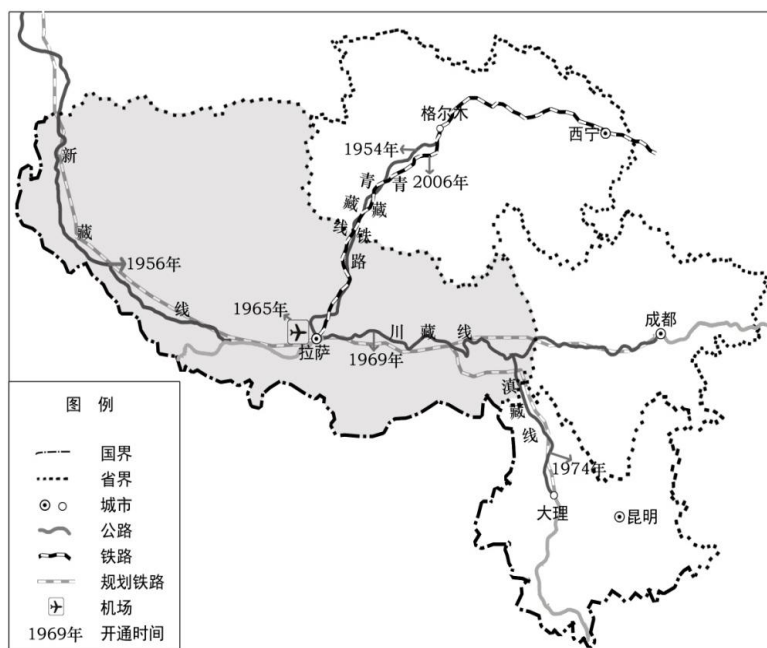 格尔木
西宁
1954年
2006年
青藏线
青藏铁路
新藏线
1956年
1965年
拉萨
川藏线
1969年
成都
滇藏线
1974年
大理
昆明
图例
国界
省界
城市
公路
铁路
规划铁路
机场
1969年 开通时间